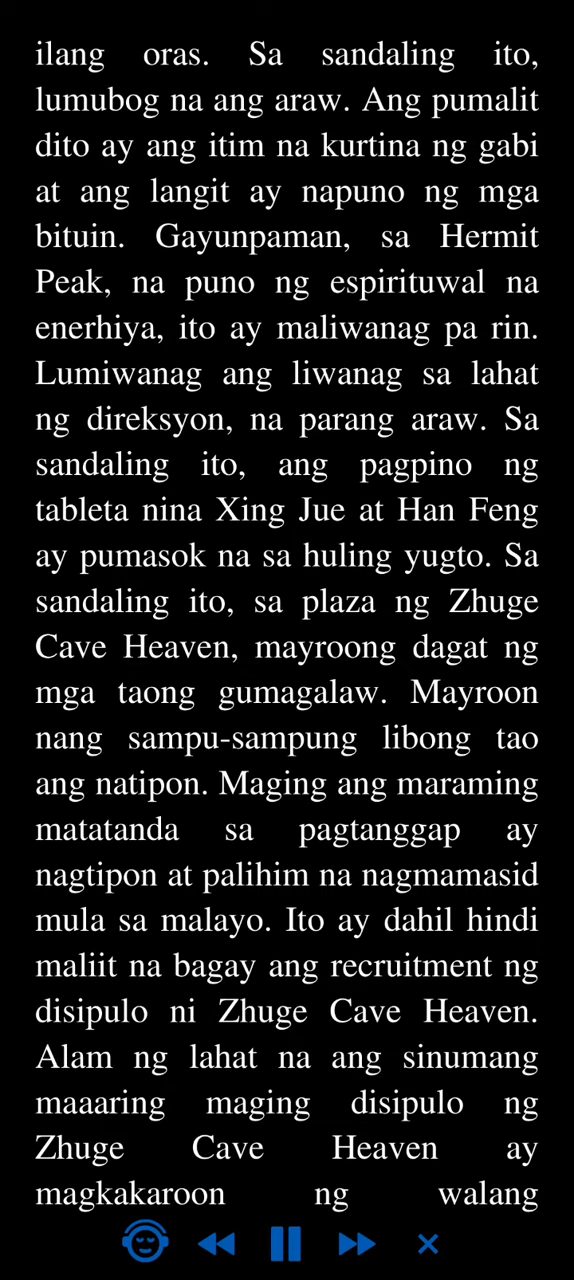 ilang oras. Sa sandaling ito,
lumubog na ang araw. Ang pumalit
dito ay ang itim na kurtina ng gabi
at ang langit ay napuno ng mga
bituin. Gayunpaman, sa Hermit
Peak, na puno ng espirituwal na
enerhiya, ito ay maliwanag pa rin.
Lumiwanag ang liwanag sa lahat
ng direksyon, na parang araw. Sa
sandaling ito, ang pagpino ng
tableta nina Xing Jue at Han Feng
ay pumasok na sa huling yugto. Sa
sandaling ito, sa plaza ng Zhuge
Cave Heaven, mayroong dagat ng
mga taong gumagalaw. Mayroon
nang sampu-sampung libong tao
ang natipon. Maging ang maraming
matatanda sa pagtanggap ay
nagtipon at palihim na nagmamasid
mula sa malayo. Ito ay dahil hindi
maliit na bagay ang recruitment ng
disipulo ni Zhuge Cave Heaven.
Alam ng lahat na ang sinumang
maaaring maging disipulo ng
Zhuge Cave Heaven ay
magkakaroon ng walang